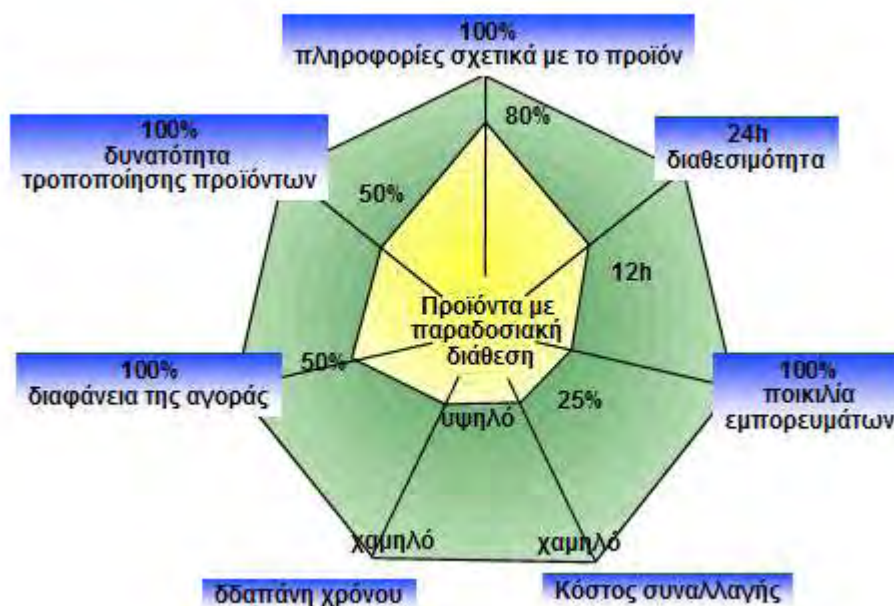 100%
πληροφορίες σχετικά με το προϊόν
80%
100%
δυνατότητα
τροποποίησης προϊόντων
50%
24h
διαθεσιμότητα
12h
Προϊόντα με
παραδοσιακή
διάθεση
100%
διαφάνεια της αγοράς
50%
100%
ποικιλία
εμπορευμάτων
25%
υψηλό
χαμηλό
χαμηλό
δδαπάνη χρόνου
Κόστος συναλλαγής